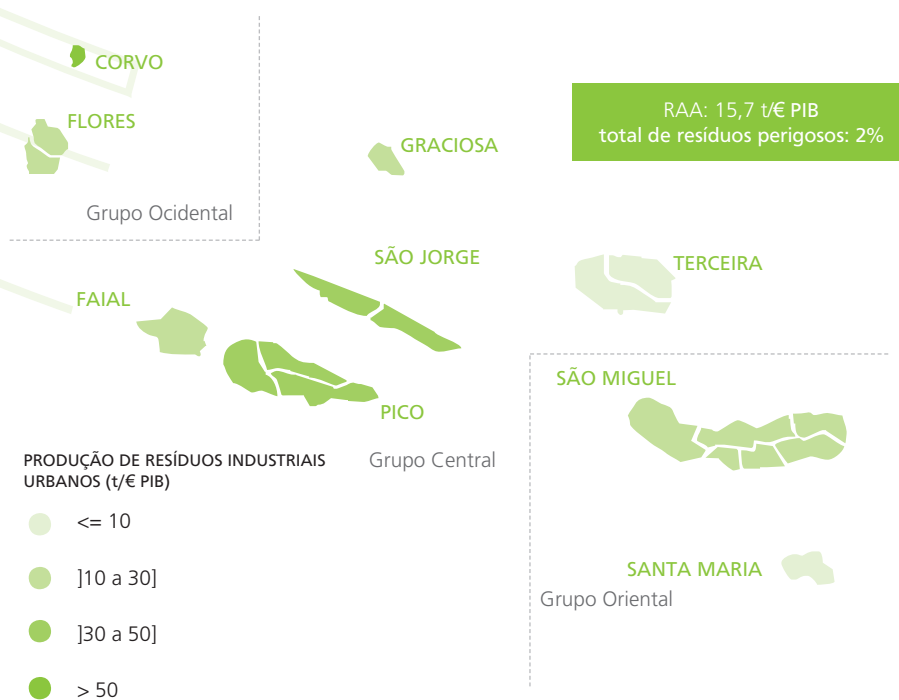 CORVO
FLORES
Grupo Ocidental
GRACIOSA
RAA: 15,7 t/€ PIB
total de resíduos perigosos: 2%
SÃO JORGE
TERCEIRA
FAIAL
PICO
Grupo Central
SÃO MIGUEL
SANTA MARIA
Grupo Oriental
PRODUÇÃO DE RESÍDUOS INDUSTRIAIS
URBANOS (t/€ PIB)
<= 10
]10 a 30]
]30 a 50]
> 50